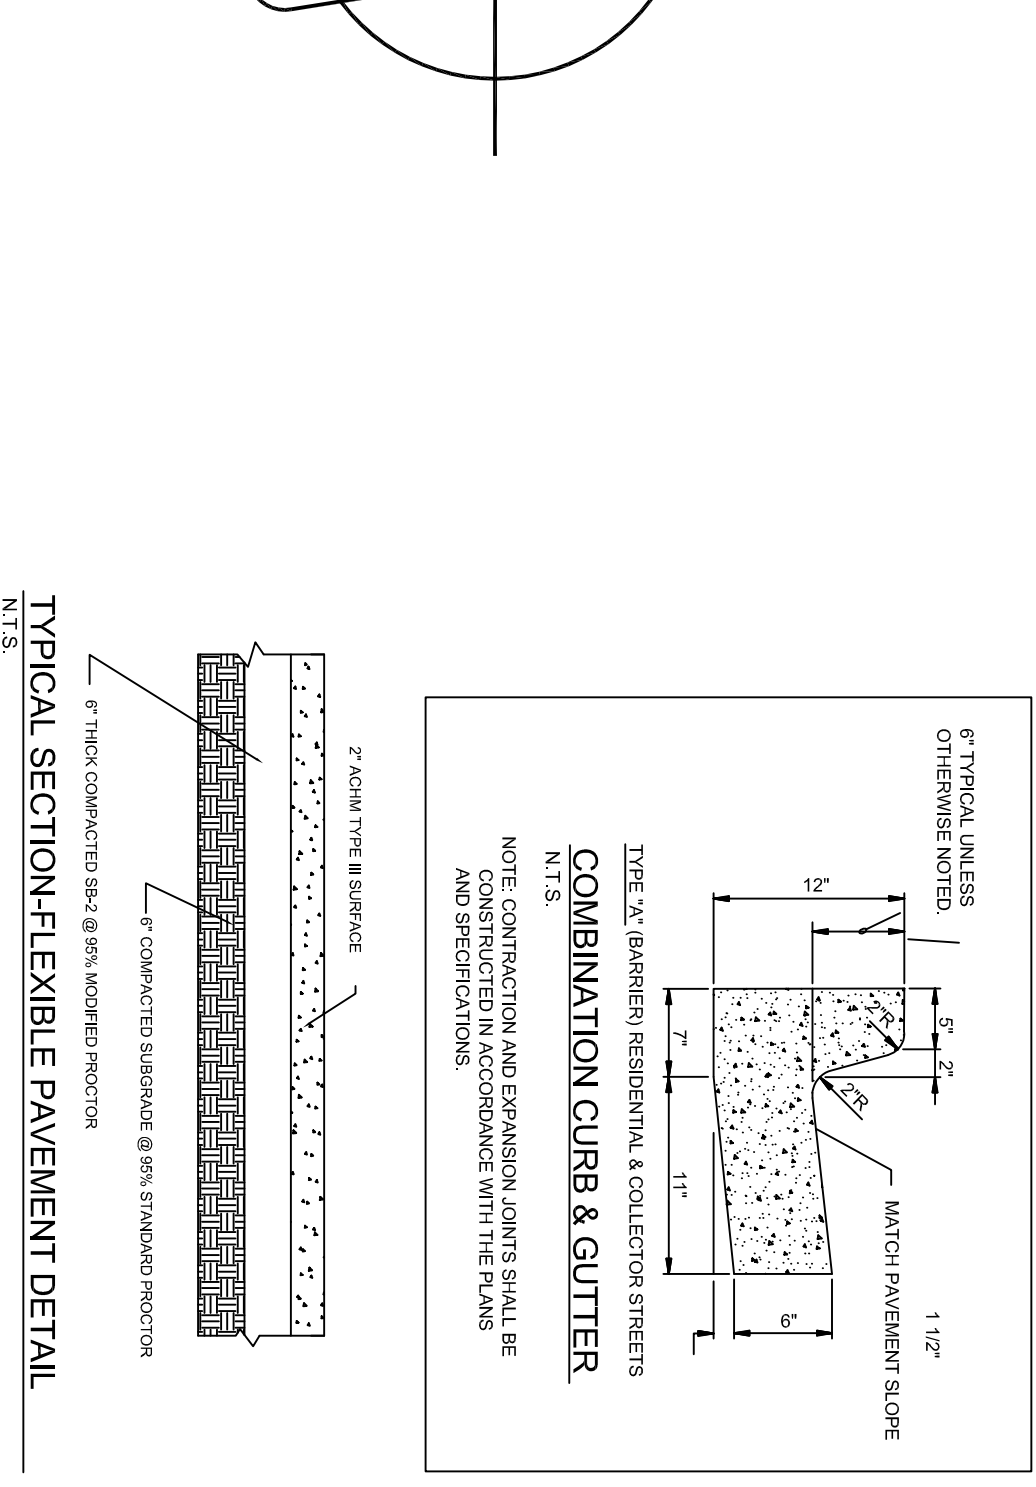 6" TYPICAL UNLESS
OTHERWISE NOTED.
5"
2"
1 1/2"
12"
2"R
2"R
MATCH PAVEMENT SLOPE
6"
7"
11"
TYPE "A" (BARRIER) RESIDENTIAL & COLLECTOR STREETS
COMBINATION CURB & GUTTER
N.T.S.
NOTE: CONTRACTION AND EXPANSION JOINTS SHALL BE
CONSTRUCTED IN ACCORDANCE WITH THE PLANS
AND SPECIFICATIONS.
2" ACHM TYPE III SURFACE
6" COMPACTED SUBGRADE @ 95% STANDARD PROCTOR
6" THICK COMPACTED SB-2 @ 95% MODIFIED PROCTOR
TYPICAL SECTION-FLEXIBLE PAVEMENT DETAIL
N.T.S.